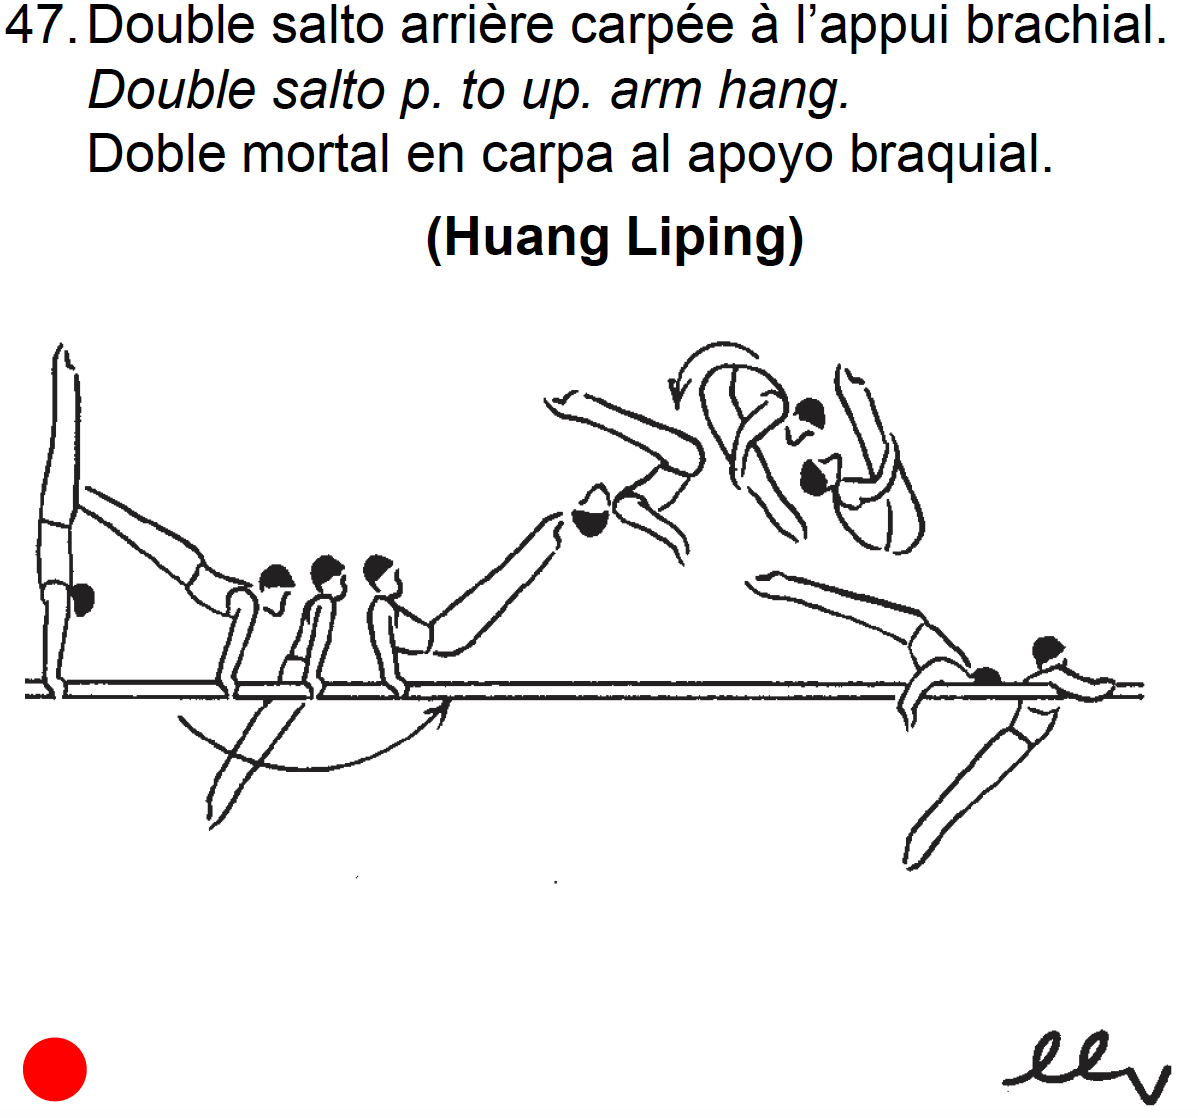 47. Double salto arrière carpée à l’appui brachial.
Double salto p. to up. arm hang.
Doble mortal en carpa al apoyo braquial.
(Huang Liping)